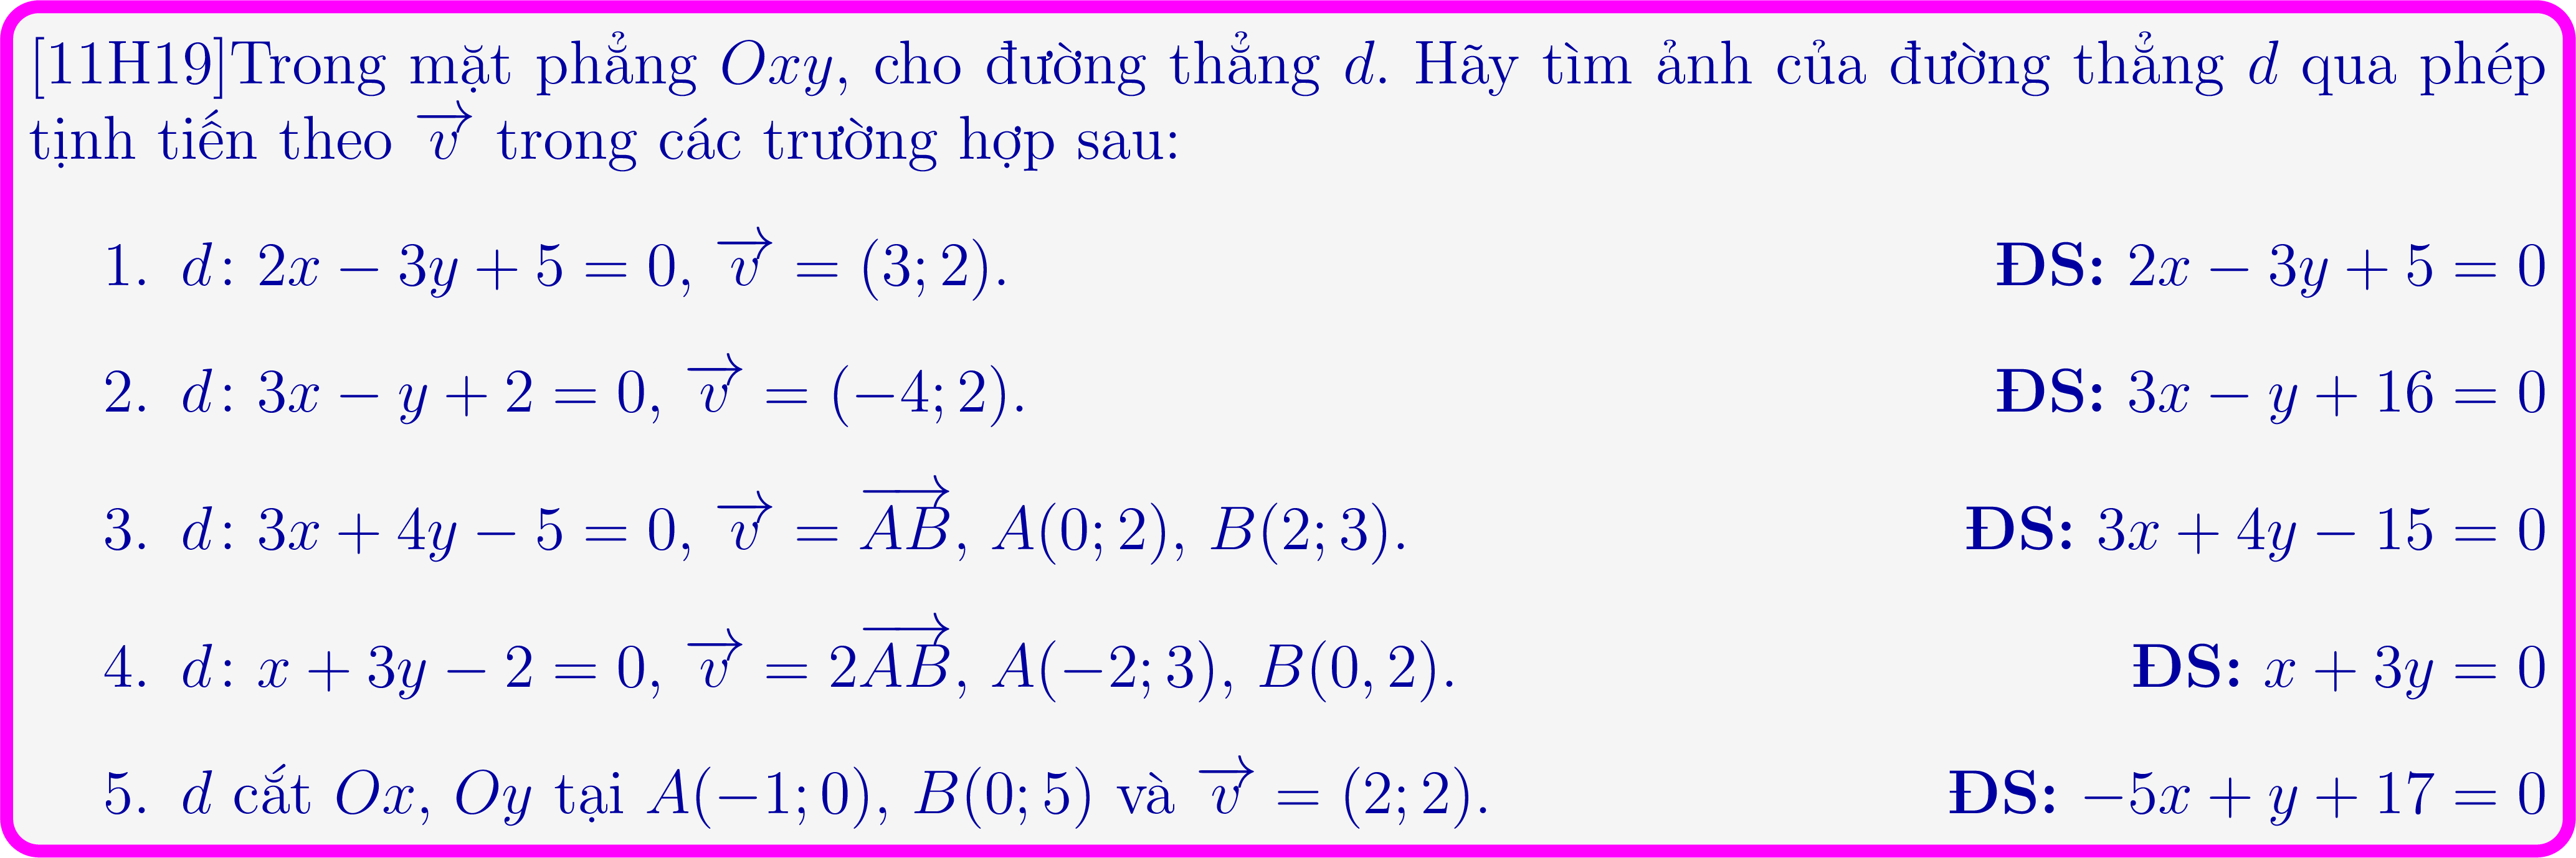 [11H19]Trong mặt phẳng Oxy, cho đường thẳng d. Hãy tìm ảnh của đường thẳng d qua phép
tịnh tiến theo $\overrightarrow{v}$ trong các trường hợp sau:
1. d: 2x − 3y + 5 = 0, $\overrightarrow{v}$ = (3; 2). ĐS: 2x − 3y + 5 = 0
2. d: 3x − y + 2 = 0, $\overrightarrow{v}$ = (−4; 2). ĐS: 3x − y + 16 = 0
3. d: 3x + 4y − 5 = 0, $\overrightarrow{v}$ = $\overrightarrow{AB}$, A(0; 2), B(2; 3). ĐS: 3x + 4y − 15 = 0
4. d: x + 3y − 2 = 0, $\overrightarrow{v}$ = 2$\overrightarrow{AB}$, A(−2; 3), B(0, 2). ĐS: x + 3y = 0
5. d cắt Ox, Oy tại A(−1; 0), B(0; 5) và $\overrightarrow{v}$ = (2; 2). ĐS: −5x + y + 17 = 0